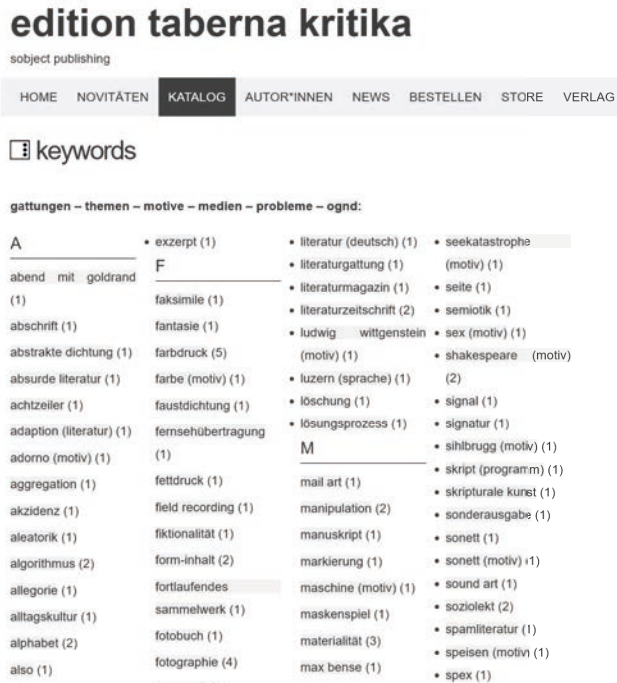 edition taberna kritika
sobject publishing
HOME NOVITÄTEN KATALOG AUTOR*INNEN NEWS BESTELLEN STORE VERLAG
keywords
gattungen – themen – motive – medien – probleme – ognd:
A
abend mit goldrand
(1)
abschrift (1)
abstrakte dichtung (1)
absurde literatur (1)
achtzeiler (1)
adaption (literatur) (1)
adorno (motiv) (1)
aggregation (1)
akzidenz (1)
aleatorik (1)
algorithmus (2)
allegorie (1)
alltagskultur (1)
alphabet (2)
also (1)
• exzerpt (1)
F
faksimile (1)
fantasie (1)
farbdruck (5)
farbe (motiv) (1)
faustdichtung (1)
fernsehübertragung
(1)
fettdruck (1)
field recording (1)
fiktionalität (1)
form-inhalt (2)
fortlaufendes
sammelwerk (1)
fotobuch (1)
fotographie (4)
• literatur (deutsch) (1)
• literaturgattung (1)
• literaturmagazin (1)
• literaturzeitschrift (2)
• ludwig wittgenstein
(motiv) (1)
• luzern (sprache) (1)
• löschung (1)
• lösungsprozess (1)
M
mail art (1)
manipulation (2)
manuskript (1)
markierung (1)
maschine (motiv) (1)
maskenspiel (1)
materialität (3)
max bense (1)
• seekatastrophe
(motiv) (1)
• seite (1)
• semiotik (1)
• sex (motiv) (1)
• shakespeare (motiv)
(2)
• signal (1)
• signatur (1)
• sihlbrugg (motiv) (1)
• skript (programm) (1)
• skripturale kunst (1)
• sonderausgabe (1)
• sonett (1)
• sonett (motiv) (1)
• sound art (1)
• soziolekt (2)
• spamliteratur (1)
• speisen (motiv) (1)
• spex (1)